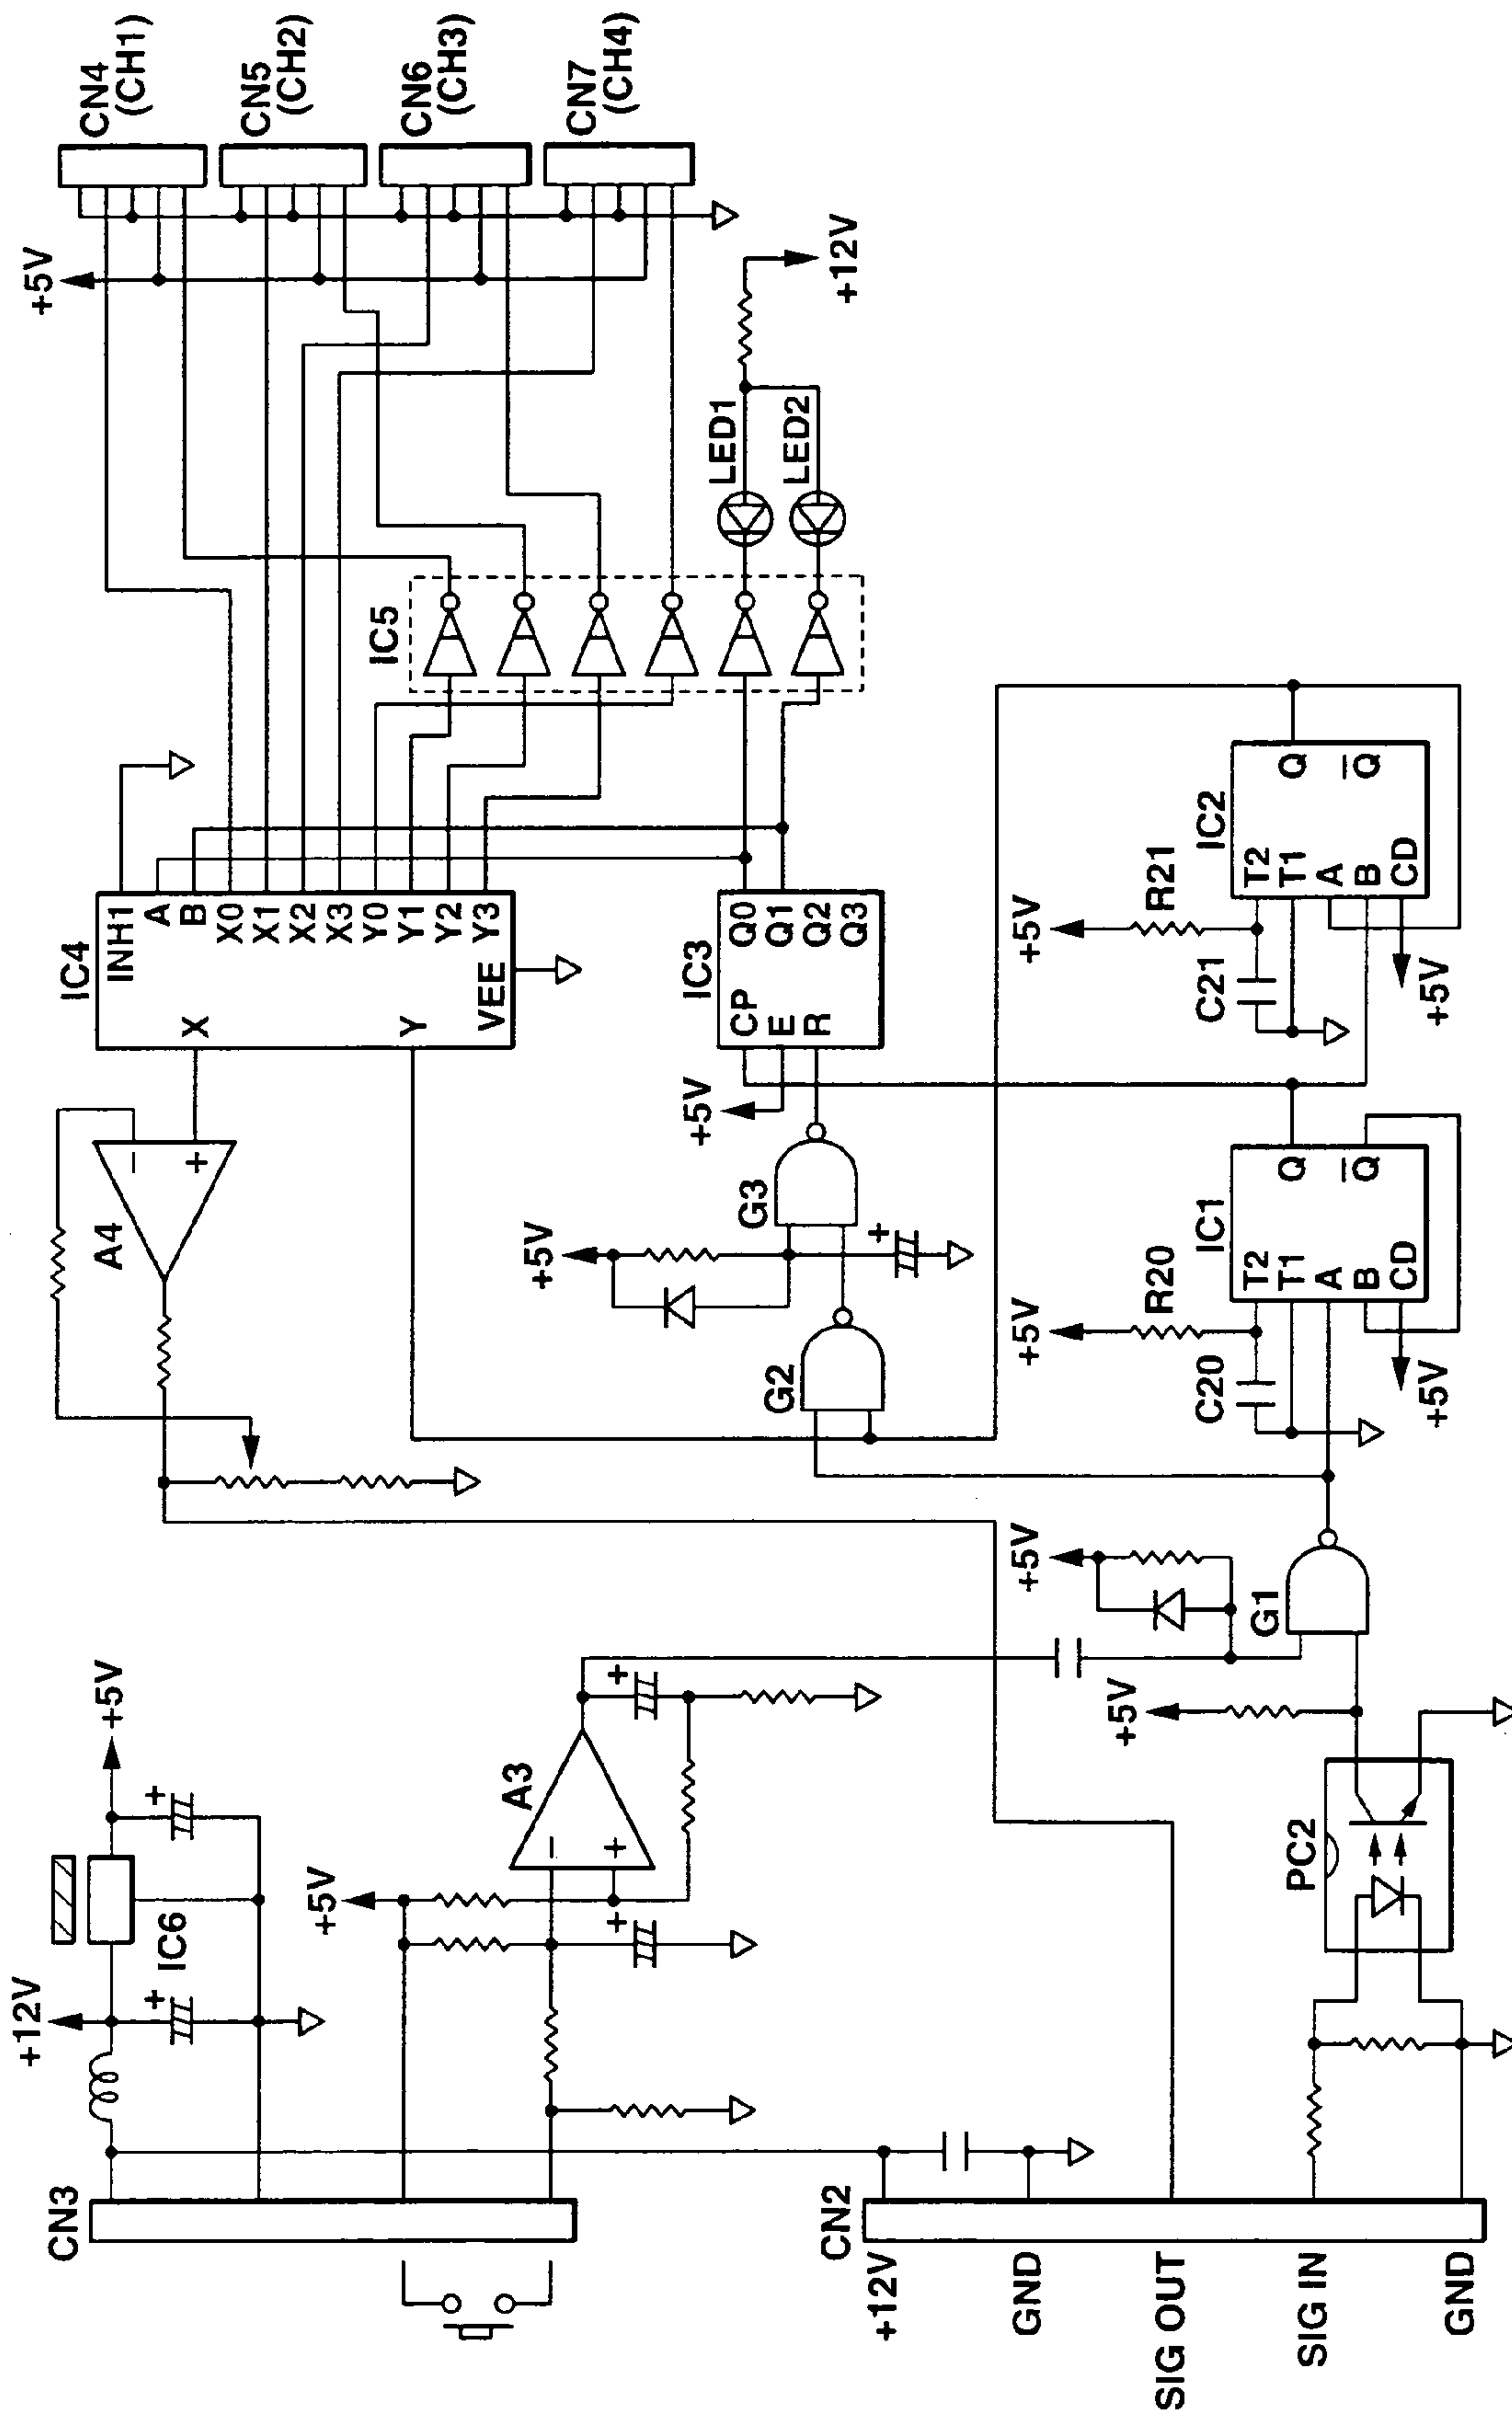 CN3
+12V
+5V
IC6
+5V
A3
+
−
+
+
+
+
CN2
+12V
GND
SIG OUT
SIG IN
GND
PC2
+5V
+5V
G1
A4
−
+
IC4
X
Y
VEE
INH1
A
B
X0
X1
X2
X3
Y0
Y1
Y2
Y3
+5V
G2
G3
+
+5V
IC3
CP
E
R
Q0
Q1
Q2
Q3
IC5
LED1
LED2
+12V
+5V
CN4
(CH1)
CN5
(CH2)
CN6
(CH3)
CN7
(CH4)
+5V
R20
C20
IC1
T2
T1
A
B
CD
Q
Q̅
+5V
+5V
R21
C21
IC2
T2
T1
A
B
CD
Q
Q̅
+5V